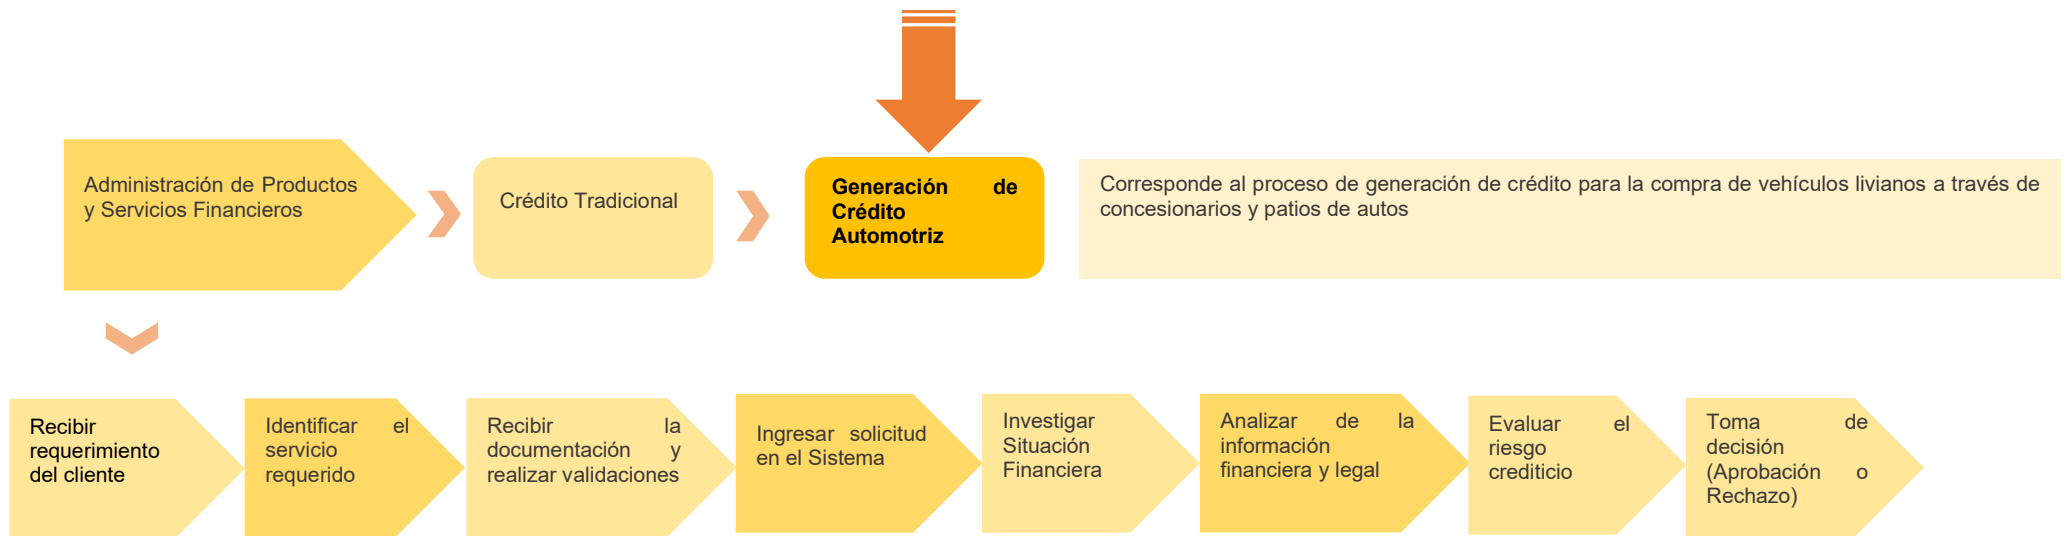 Administración de Productos
y Servicios Financieros
Crédito Tradicional
Generación de
Crédito
Automotriz
Corresponde al proceso de generación de crédito para la compra de vehículos livianos a través de
concesionarios y patios de autos
Recibir
requerimiento
del cliente
Identificar el
servicio
requerido
Recibir la
documentación y
realizar validaciones
Ingresar solicitud
en el Sistema
Investigar
Situación
Financiera
Analizar de la
información
financiera y legal
Evaluar el
riesgo
crediticio
Toma de
decisión
(Aprobación o
Rechazo)